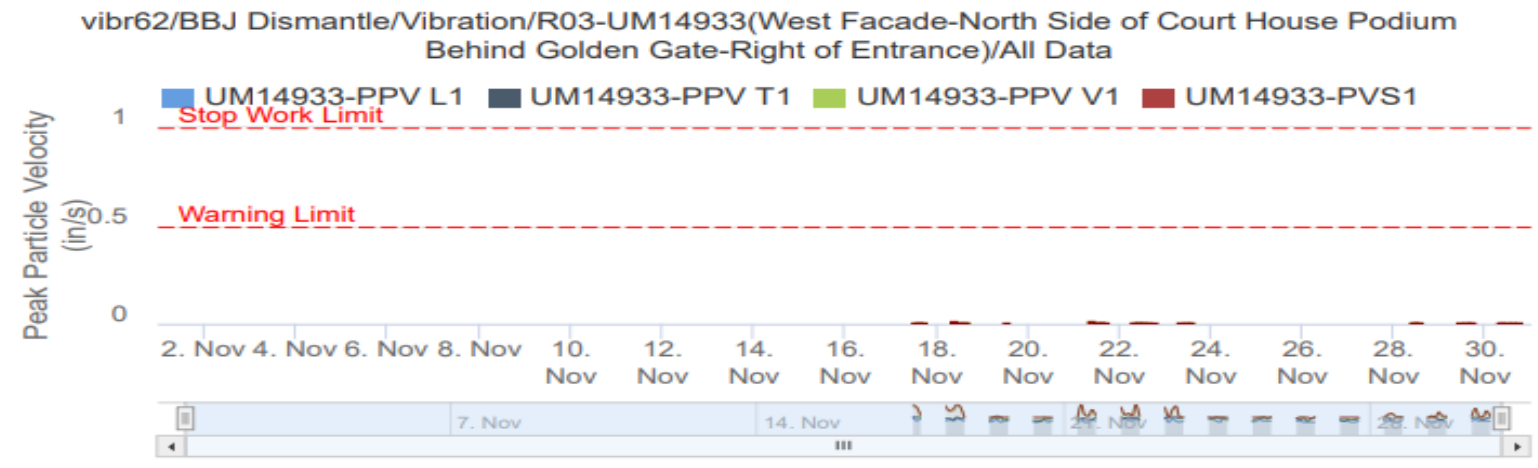 vibr62/BBJ Dismantle/Vibration/R03-UM14933(West Facade-North Side of Court House Podium
Behind Golden Gate-Right of Entrance)/All Data
UM14933-PPV L1 UM14933-PPV T1 UM14933-PPV V1 UM14933-PVS1
Peak Particle Velocity
(in/s)
1
Stop Work Limit
0.5
Warning Limit
0
2. Nov 4. Nov 6. Nov 8. Nov 10. Nov 12. Nov 14. Nov 16. Nov 18. Nov 20. Nov 22. Nov 24. Nov 26. Nov 28. Nov 30. Nov
7. Nov 14. Nov 21. Nov 28. Nov